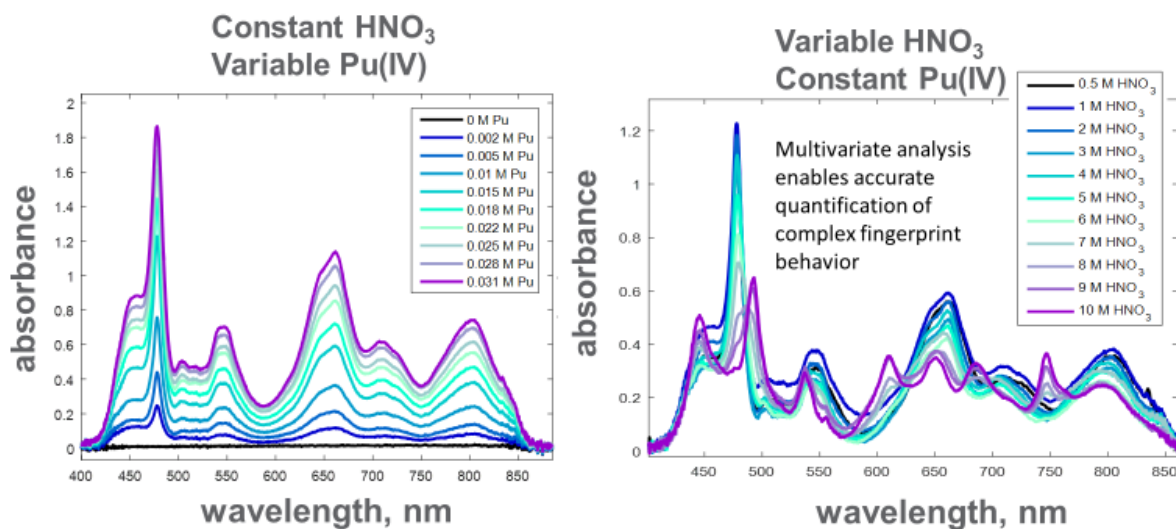 Constant HNO3
Variable Pu(IV)
2
1.8
1.6
1.4
1.2
1
0.8
0.6
0.4
0.2
0
absorbance
0 M Pu
0.002 M Pu
0.005 M Pu
0.01 M Pu
0.015 M Pu
0.018 M Pu
0.022 M Pu
0.025 M Pu
0.028 M Pu
0.031 M Pu
400 450 500 550 600 650 700 750 800 850
wavelength, nm
Variable HNO3
Constant Pu(IV)
1.2
1
0.8
0.6
0.4
0.2
0
absorbance
Multivariate analysis
enables accurate
quantification of
complex fingerprint
behavior
0.5 M HNO3
1 M HNO3
2 M HNO3
3 M HNO3
4 M HNO3
5 M HNO3
6 M HNO3
7 M HNO3
8 M HNO3
9 M HNO3
10 M HNO3
450 500 550 600 650 700 750 800 850
wavelength, nm